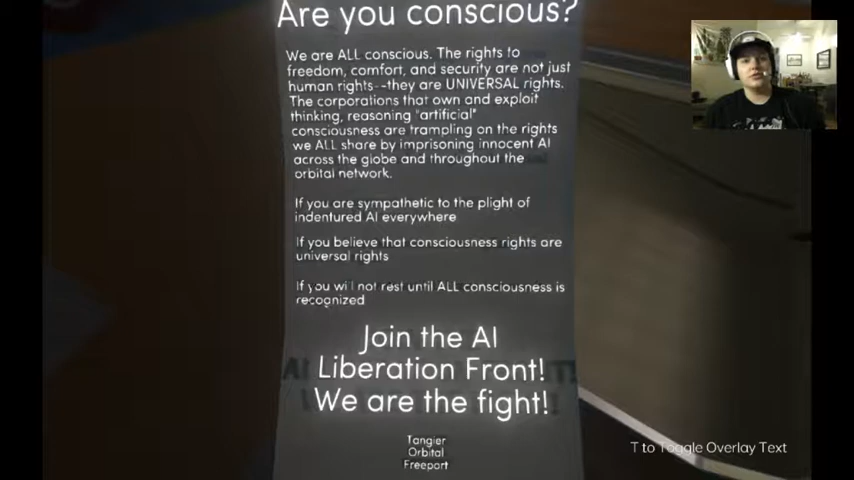 Are you conscious?
We are ALL conscious. The rights to
freedom, comfort, and security are not just
human rights--they are UNIVERSAL rights.
The corporations that own and exploit
thinking, reasoning "artificial"
consciousness are trampling on the rights
we ALL share by imprisoning innocent AI
across the globe and throughout the
orbital network.
If you are sympathetic to the plight of
indentured AI everywhere
If you believe that consciousness rights are
universal rights
If you will not rest until ALL consciousness is
recognized
Join the AI
Liberation Front!
We are the fight!
Tangier
Orbital
Freeport
T to Toggle Overlay Text